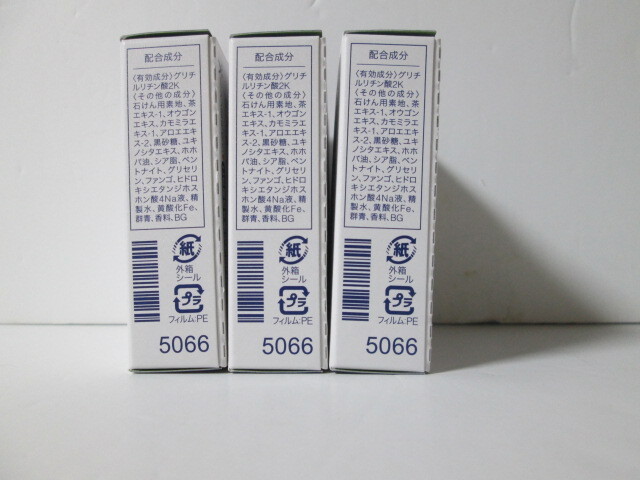 配合成分
〈有効成分〉グリチ
ルリチン酸2K
〈その他の成分〉
石けん用素地、茶
エキス-1、オウゴン
エキス、カモミラエ
キス-1、アロエエキ
ス-2、黒砂糖、ユキ
ノシタエキス、ホホ
バ油、シア脂、ベント
ナイト、グリセリ
ン、ファンゴ、ヒドロ
キシエタンジホス
ホン酸4Na液、精
製水、黄酸化Fe、
群青、香料、BG
紙
外箱
シール
プラ
フィルム:PE
5066
配合成分
〈有効成分〉グリチ
ルリチン酸2K
〈その他の成分〉
石けん用素地、茶
エキス-1、オウゴン
エキス、カモミラエ
キス-1、アロエエキ
ス-2、黒砂糖、ユキ
ノシタエキス、ホホ
バ油、シア脂、ベン
トナイト、グリセリ
ン、ファンゴ、ヒドロ
キシエタンジホス
ホン酸4Na液、精
製水、黄酸化Fe、
群青、香料、BG
紙
外箱
シール
プラ
フィルム:PE
5066
配合成分
〈有効成分〉グリチ
ルリチン酸2K
〈その他の成分〉
石けん用素地、茶
エキス-1、オウゴン
エキス、カモミラエ
キス-1、アロエエキ
ス-2、黒砂糖、ユキ
ノシタエキス、ホホ
バ油、シア脂、ベン
トナイト、グリセリ
ン、ファンゴ、ヒドロ
キシエタンジホス
ホン酸4Na液、精
製水、黄酸化Fe、
群青、香料、BG
紙
外箱
シール
プラ
フィルム:PE
5066